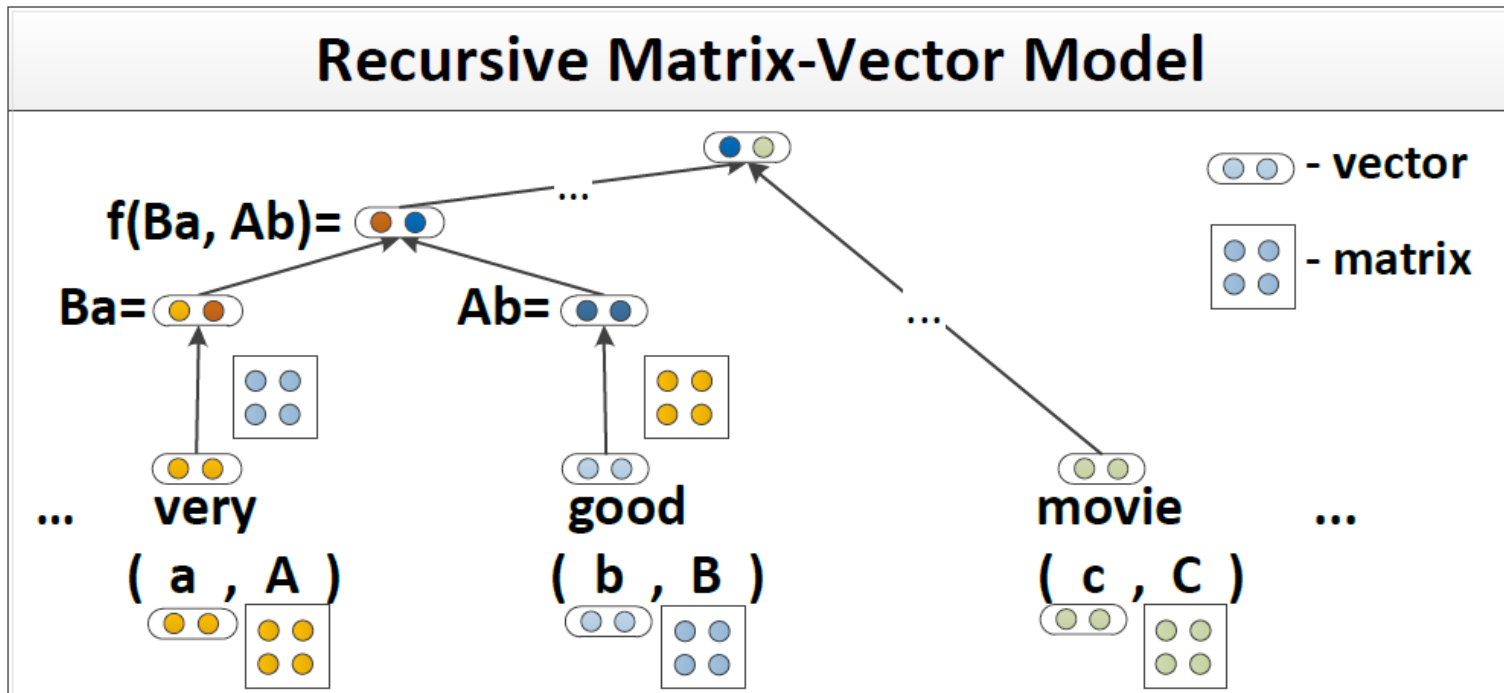 Recursive Matrix-Vector Model
- vector
...
f(Ba, Ab)=
- matrix
Ba=
Ab=
...
... very good movie ...
( a , A ) ( b , B ) ( c , C )